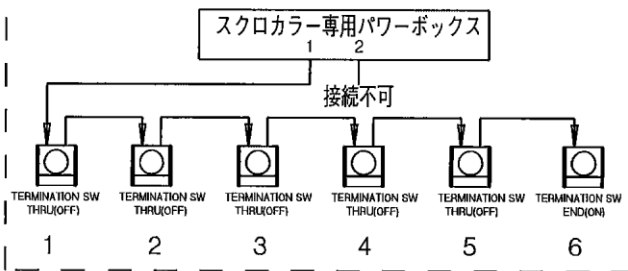 スクロカラー専用パワーボックス
1 2
接続不可
TERMINATION SW
THRU(OFF)
TERMINATION SW
THRU(OFF)
TERMINATION SW
THRU(OFF)
TERMINATION SW
THRU(OFF)
TERMINATION SW
THRU(OFF)
TERMINATION SW
END(ON)
1 2 3 4 5 6